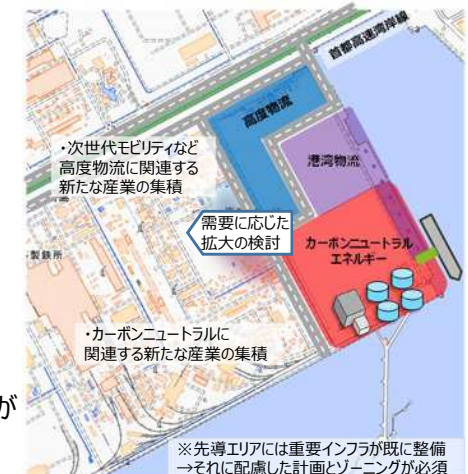 首都高速湾岸線
高度物流
・次世代モビリティなど
高度物流に関連する
新たな産業の集積
港湾物流
需要に応じた
拡大の検討
カーボンニュートラル
エネルギー
製鉄所
・カーボンニュートラルに
関連する新たな産業の集積
が
※先導エリアには重要インフラが既に整備
→それに配慮した計画とゾーニングが必須